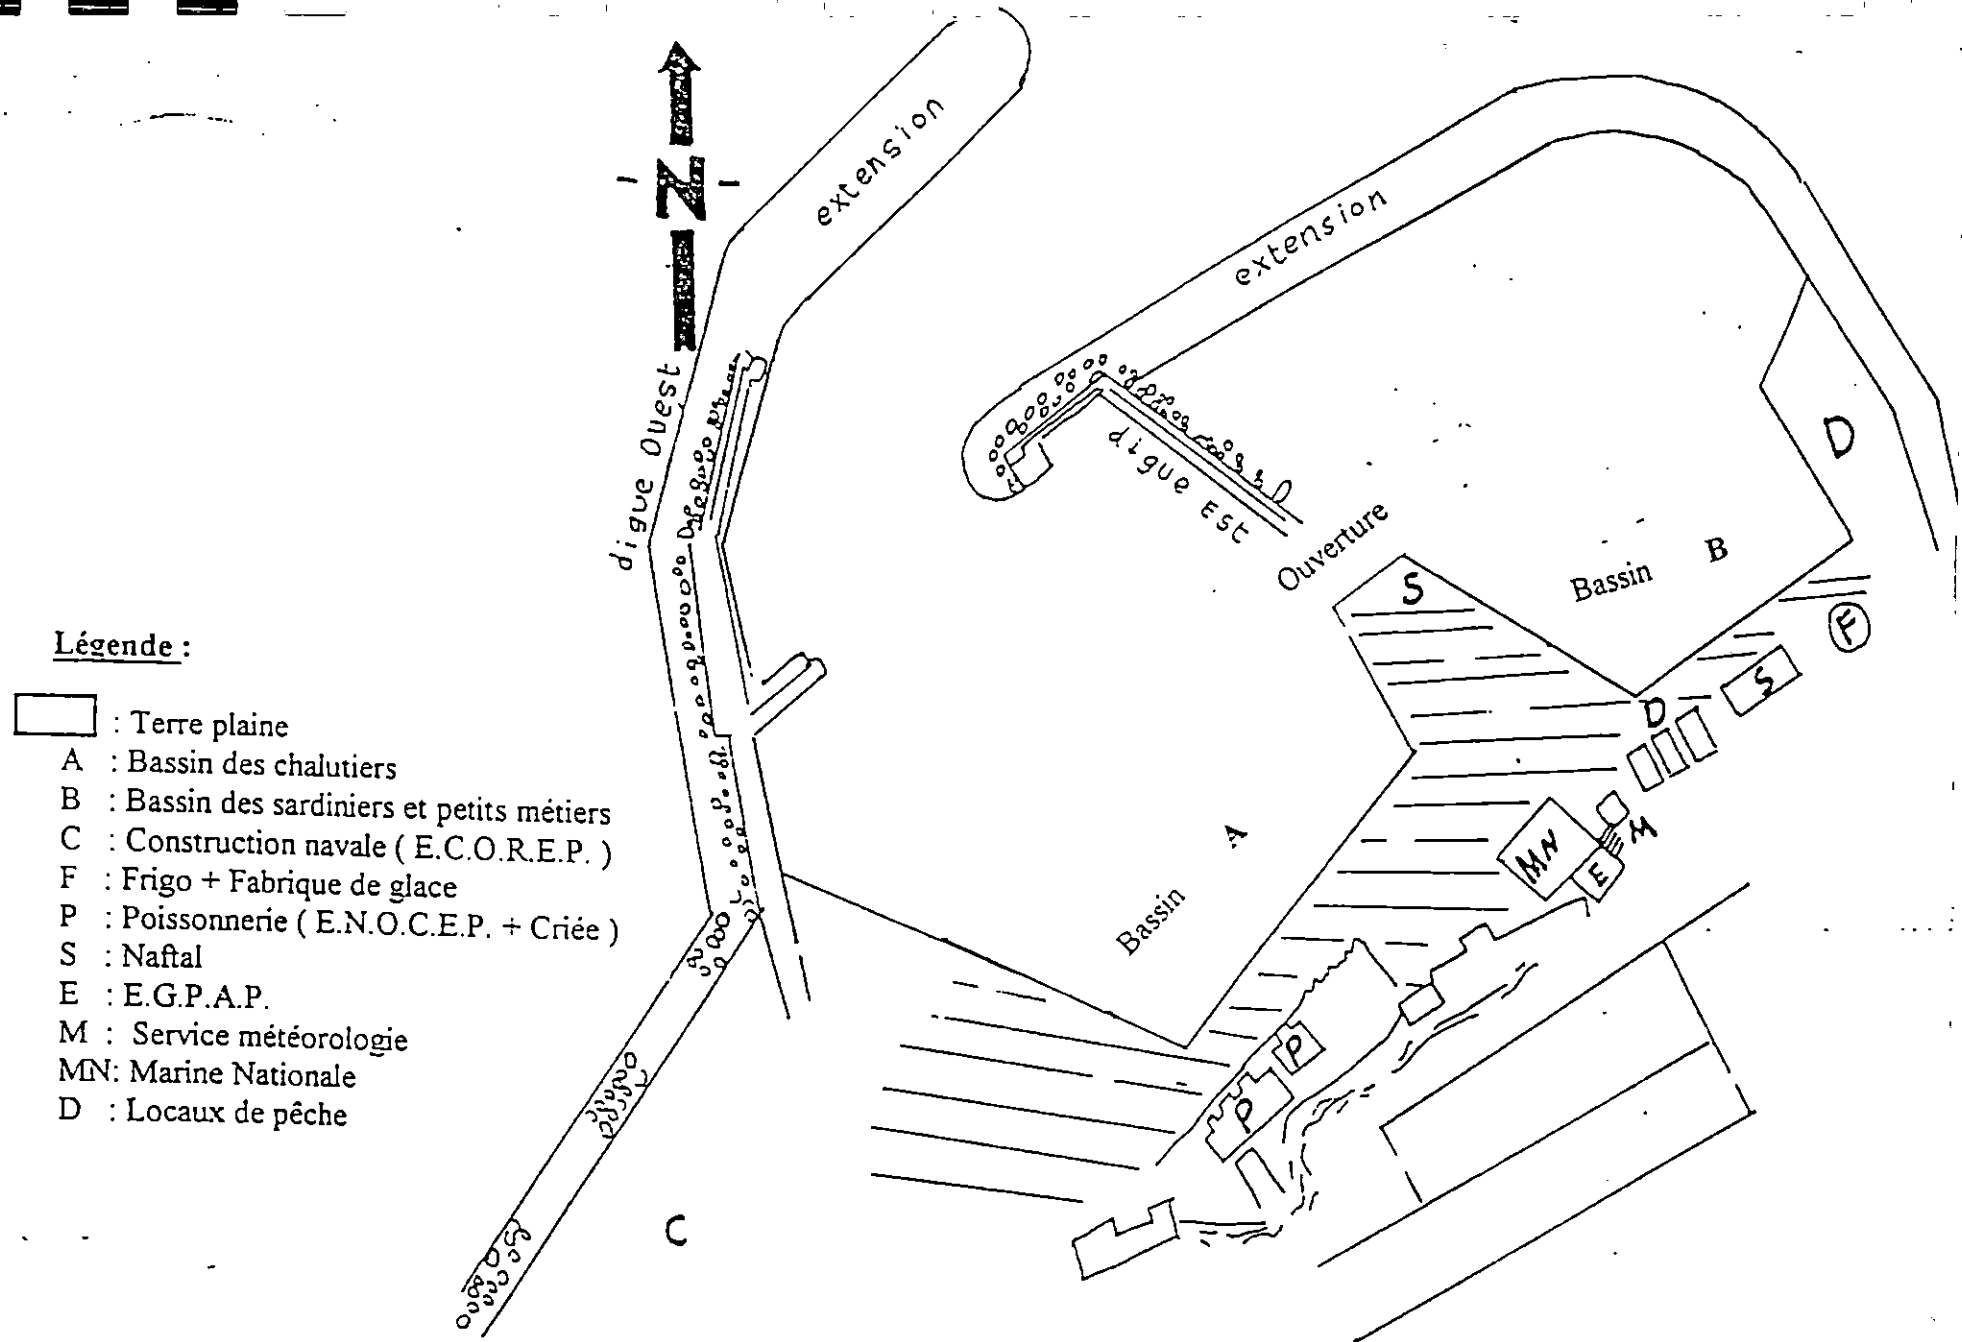 N
extension
extension
digue Ouest
digue Est
Ouverture
S
Bassin B
D
F
S
D
Bassin A
MN
M
E
P
P
C
Légende :
: Terre plaine
A : Bassin des chalutiers
B : Bassin des sardiniers et petits métiers
C : Construction navale ( E.C.O.R.E.P. )
F : Frigo + Fabrique de glace
P : Poissonnerie ( E.N.O.C.E.P. + Criée )
S : Naftal
E : E.G.P.A.P.
M : Service météorologie
MN: Marine Nationale
D : Locaux de pêche